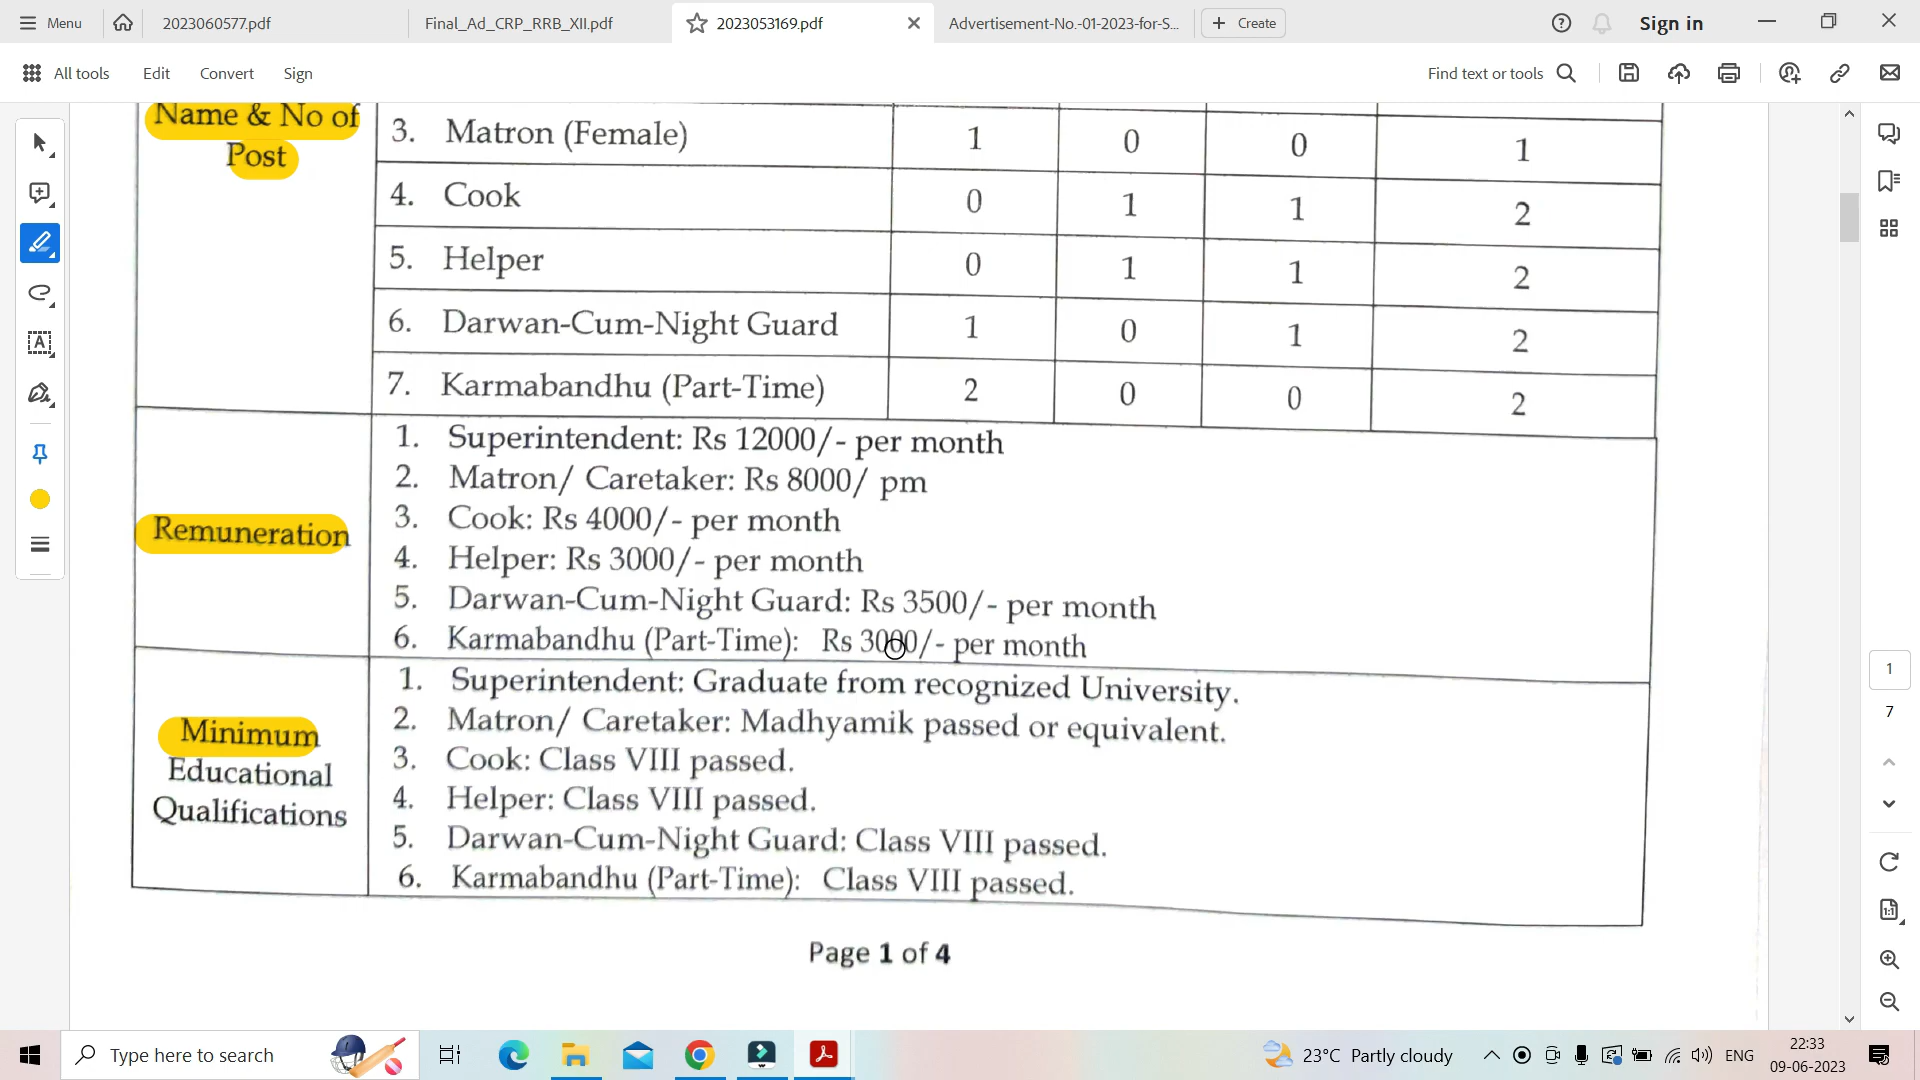 Menu
2023060577.pdf
Final_Ad_CRP_RRB_XII.pdf
2023053169.pdf
Advertisement-No.-01-2023-for-S...
Create
Sign in
All tools
Edit
Convert
Sign
Find text or tools
Name & No of
Post
3. Matron (Female) 1 0 0 1
4. Cook 0 1 1 2
5. Helper 0 1 1 2
6. Darwan-Cum-Night Guard 1 0 1 2
7. Karmabandhu (Part-Time) 2 0 0 2
Remuneration
1. Superintendent: Rs 12000/- per month
2. Matron/ Caretaker: Rs 8000/ pm
3. Cook: Rs 4000/- per month
4. Helper: Rs 3000/- per month
5. Darwan-Cum-Night Guard: Rs 3500/- per month
6. Karmabandhu (Part-Time): Rs 3000/- per month
Minimum
Educational
Qualifications
1. Superintendent: Graduate from recognized University.
2. Matron/ Caretaker: Madhyamik passed or equivalent.
3. Cook: Class VIII passed.
4. Helper: Class VIII passed.
5. Darwan-Cum-Night Guard: Class VIII passed.
6. Karmabandhu (Part-Time): Class VIII passed.
Page 1 of 4
1
7
Type here to search
23°C Partly cloudy
ENG
22:33
09-06-2023